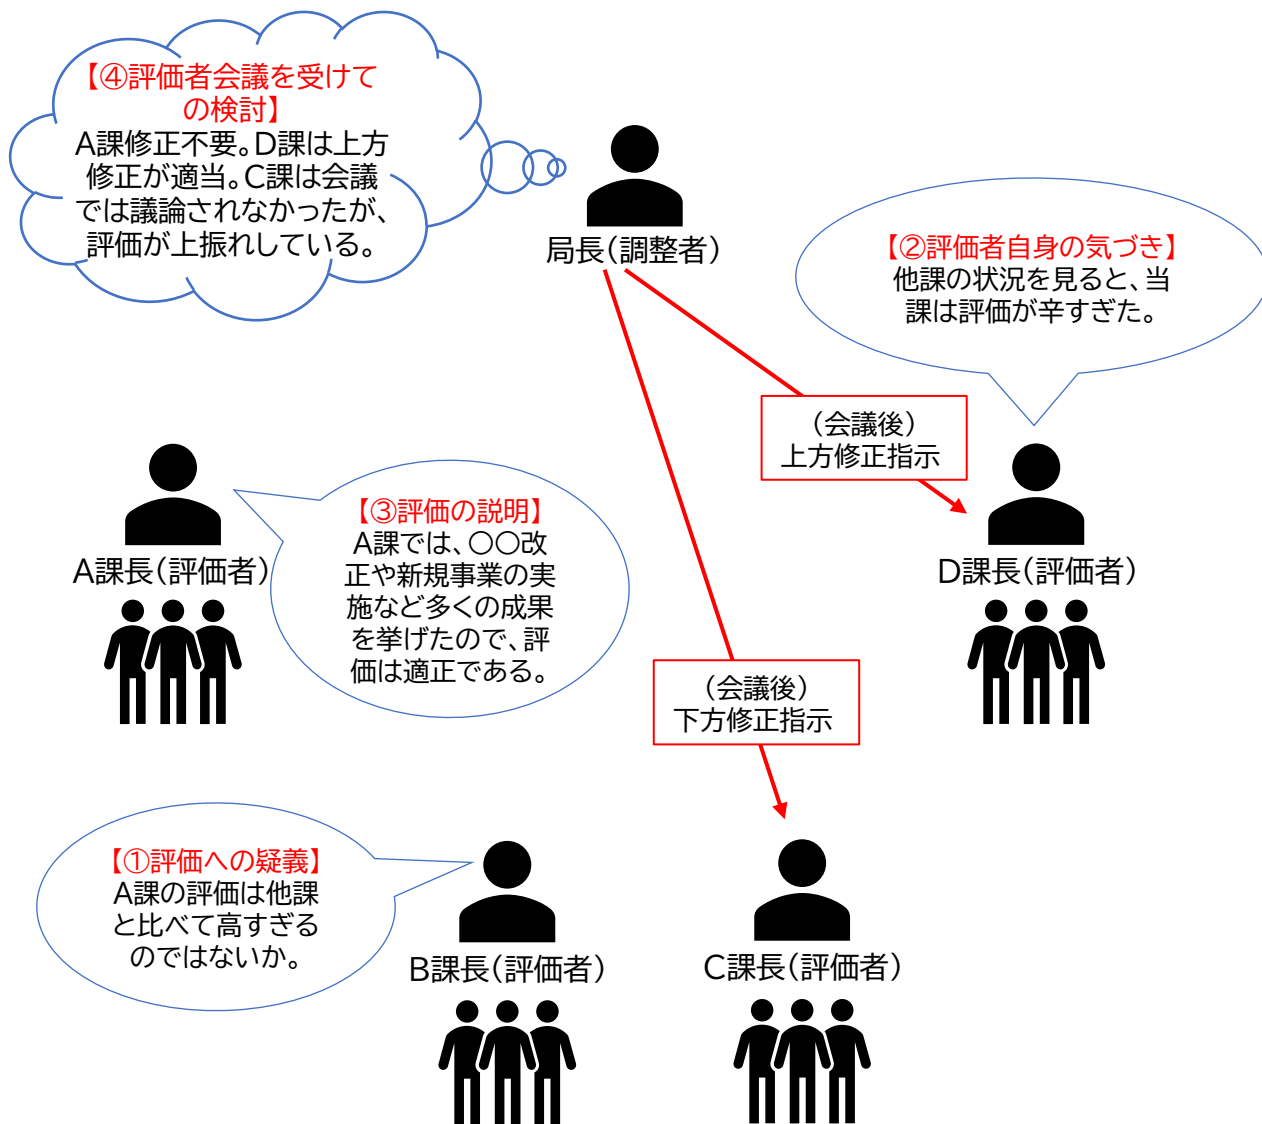 【④評価者会議を受けて
の検討】
A課修正不要。D課は上方
修正が適当。C課は会議
では議論されなかったが、
評価が上振れしている。
局長（調整者）
【②評価者自身の気づき】
他課の状況を見ると、当
課は評価が辛すぎた。
（会議後）
上方修正指示
A課長（評価者）
【③評価の説明】
A課では、〇〇改
正や新規事業の実
施など多くの成果
を挙げたので、評
価は適正である。
D課長（評価者）
（会議後）
下方修正指示
【①評価への疑義】
A課の評価は他課
と比べて高すぎる
のではないか。
B課長（評価者）
C課長（評価者）